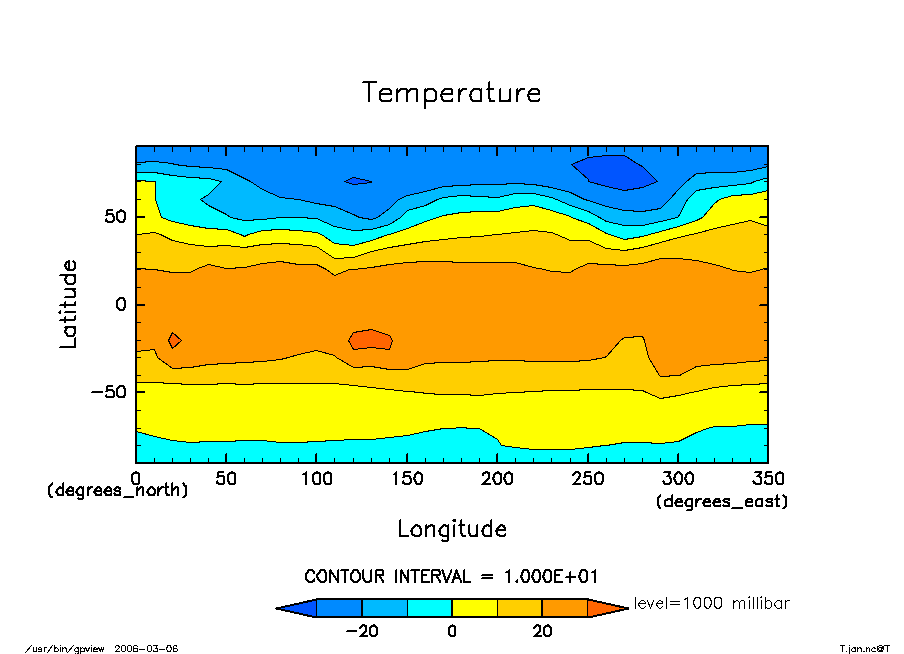 Temperature
50
0
−50
Latitude
0 50 100 150 200 250 300 350
(degrees_north)
(degrees_east)
Longitude
CONTOUR INTERVAL = 1.000E+01
level=1000 millibar
−20 0 20
/usr/bin/gpview 2006−03−06
T.jan.nc@T